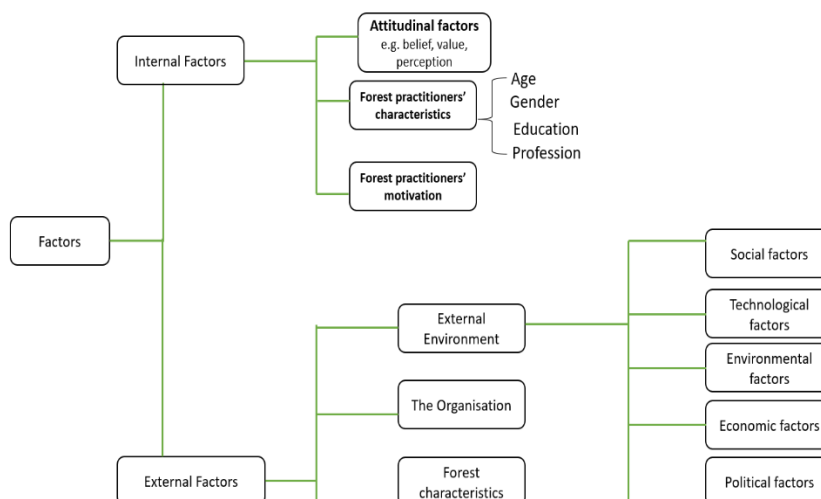 Attitudinal factors
e.g. belief, value,
perception
Internal Factors
Forest practitioners'
characteristics
Age
Gender
Education
Profession
Forest practitioners'
motivation
Factors
Social factors
External
Environment
Technological
factors
Environmental
factors
The Organisation
Economic factors
External Factors
Forest
characteristics
Political factors